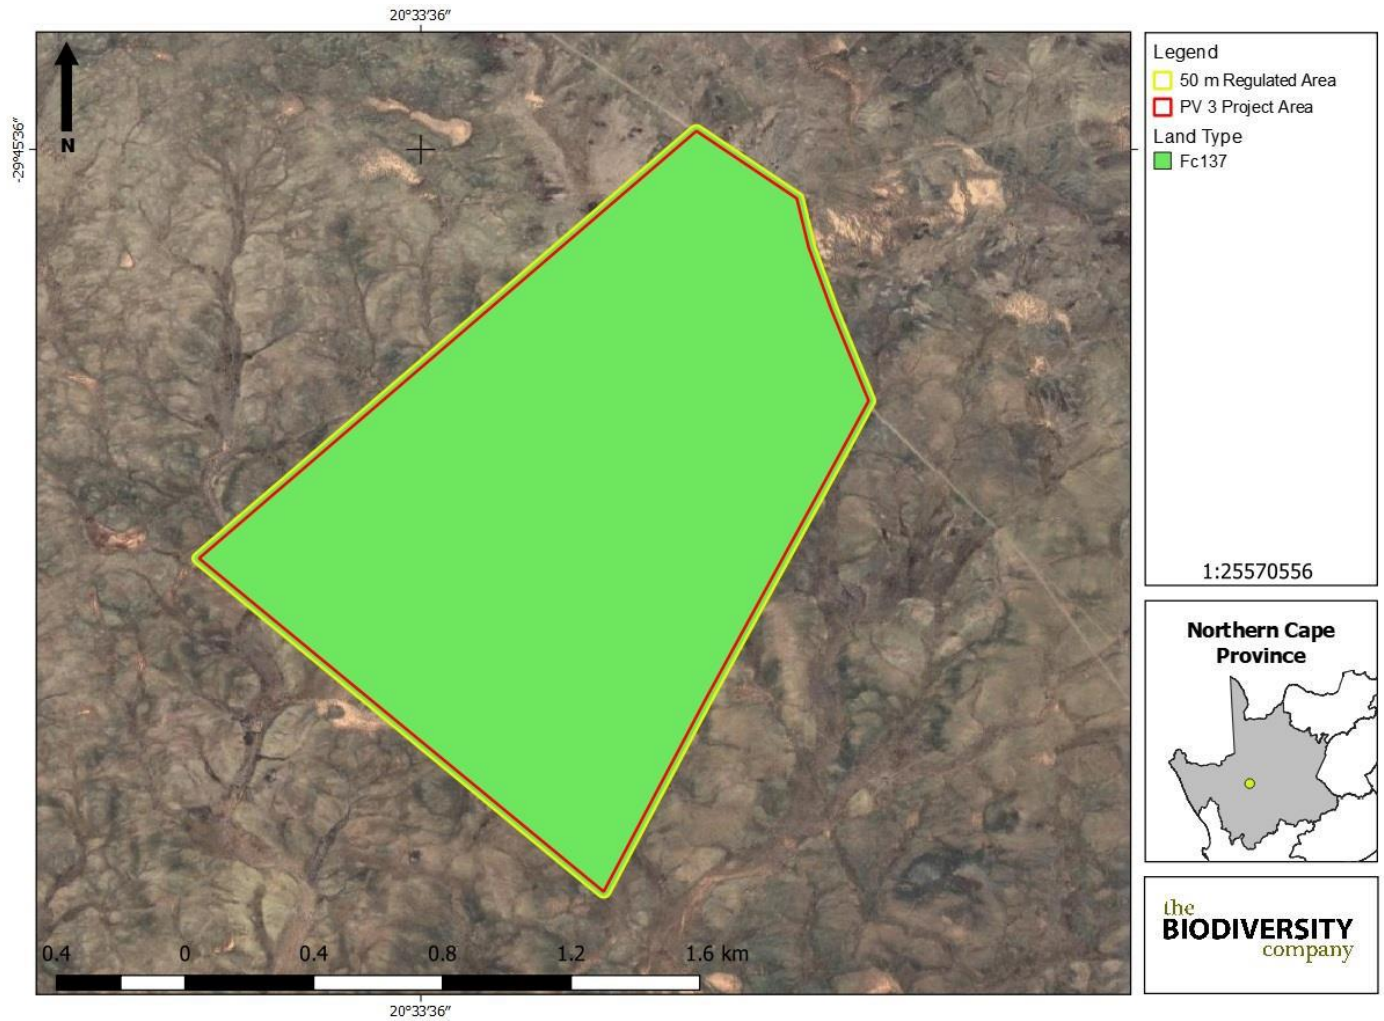 20°33'36"
-29°45'36"
N
Legend
50 m Regulated Area
PV 3 Project Area
Land Type
Fc137
1:25570556
Northern Cape
Province
the
BIODIVERSITY
company
0.4 0 0.4 0.8 1.2 1.6 km
20°33'36"